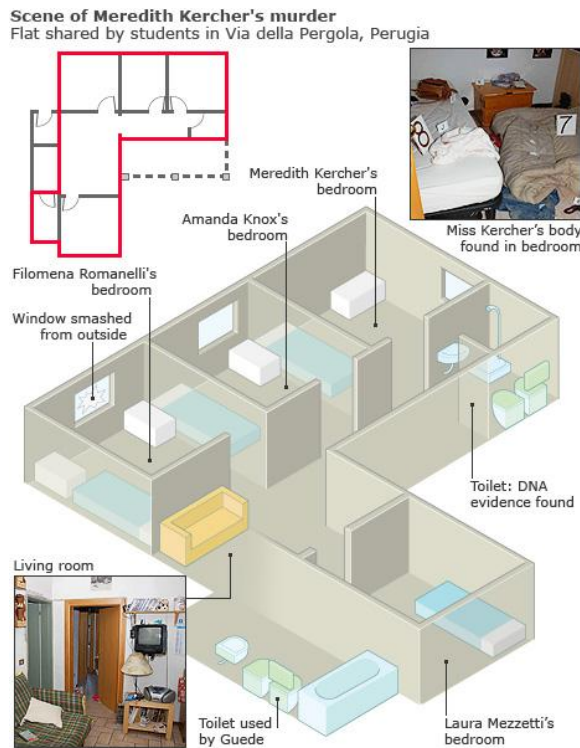 Scene of Meredith Kercher's murder
Flat shared by students in Via della Pergola, Perugia
Meredith Kercher's
bedroom
Miss Kercher's body
found in bedroom
8
7
Amanda Knox's
bedroom
Filomena Romanelli's
bedroom
Window smashed
from outside
Toilet: DNA
evidence found
Living room
Toilet used
by Guede
Laura Mezzetti's
bedroom